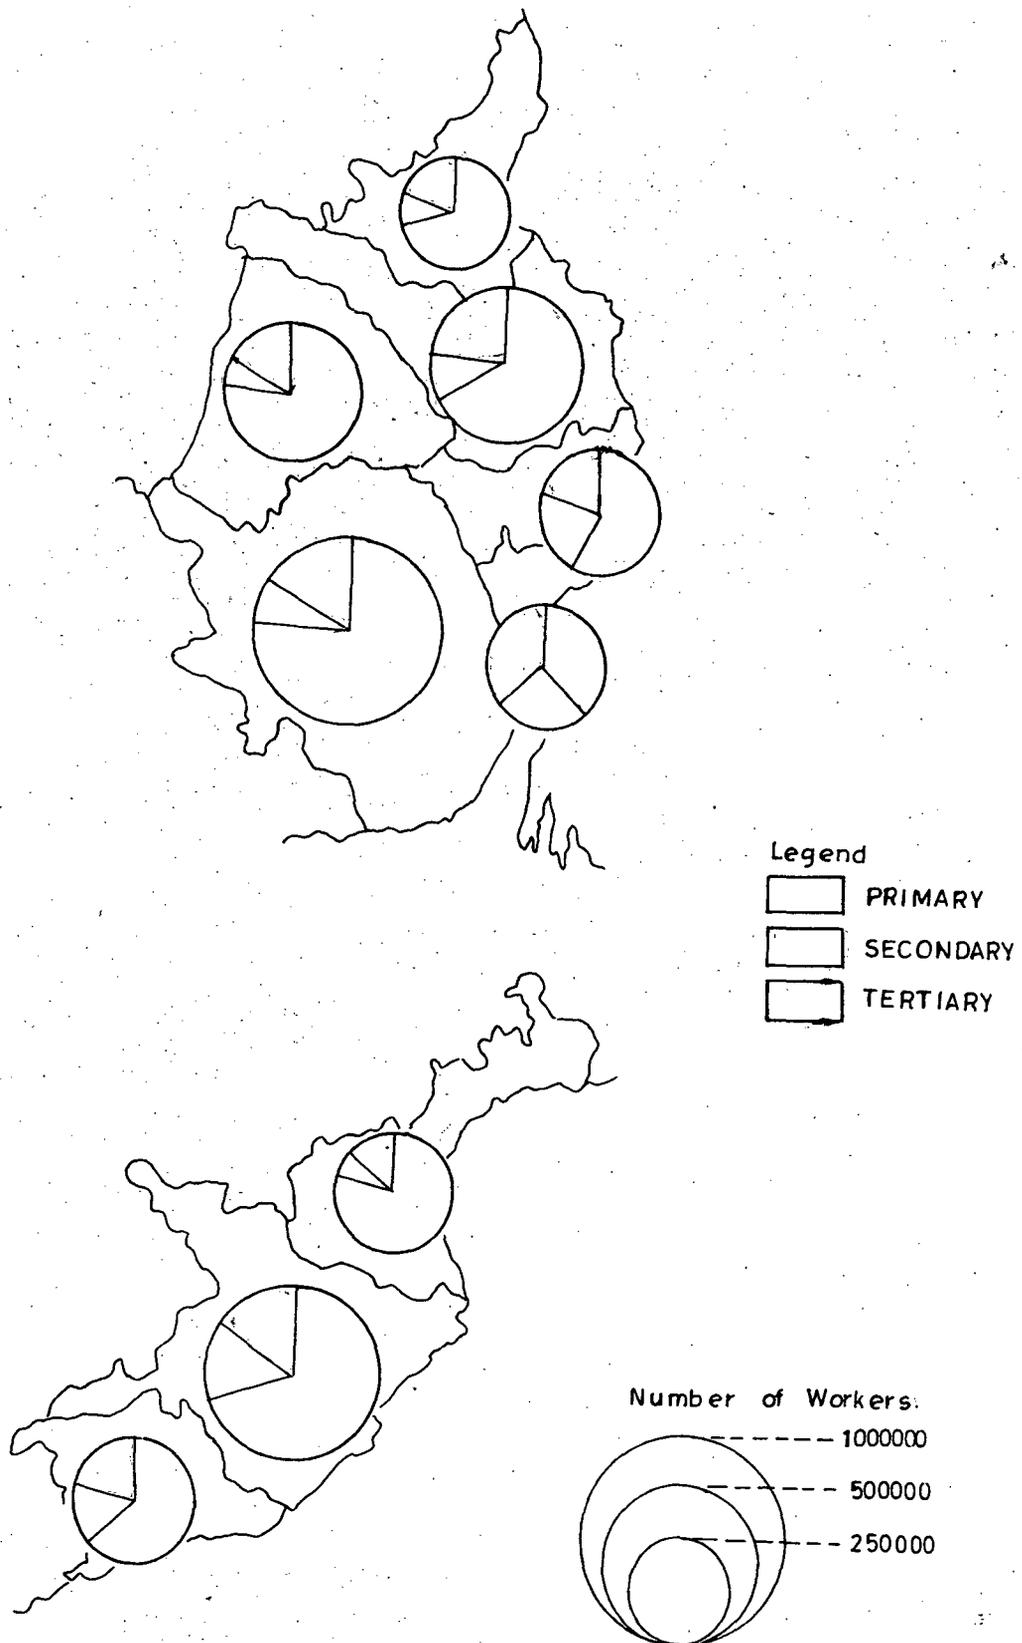 Legend
PRIMARY
SECONDARY
TERTIARY
Number of Workers.
1000000
500000
250000